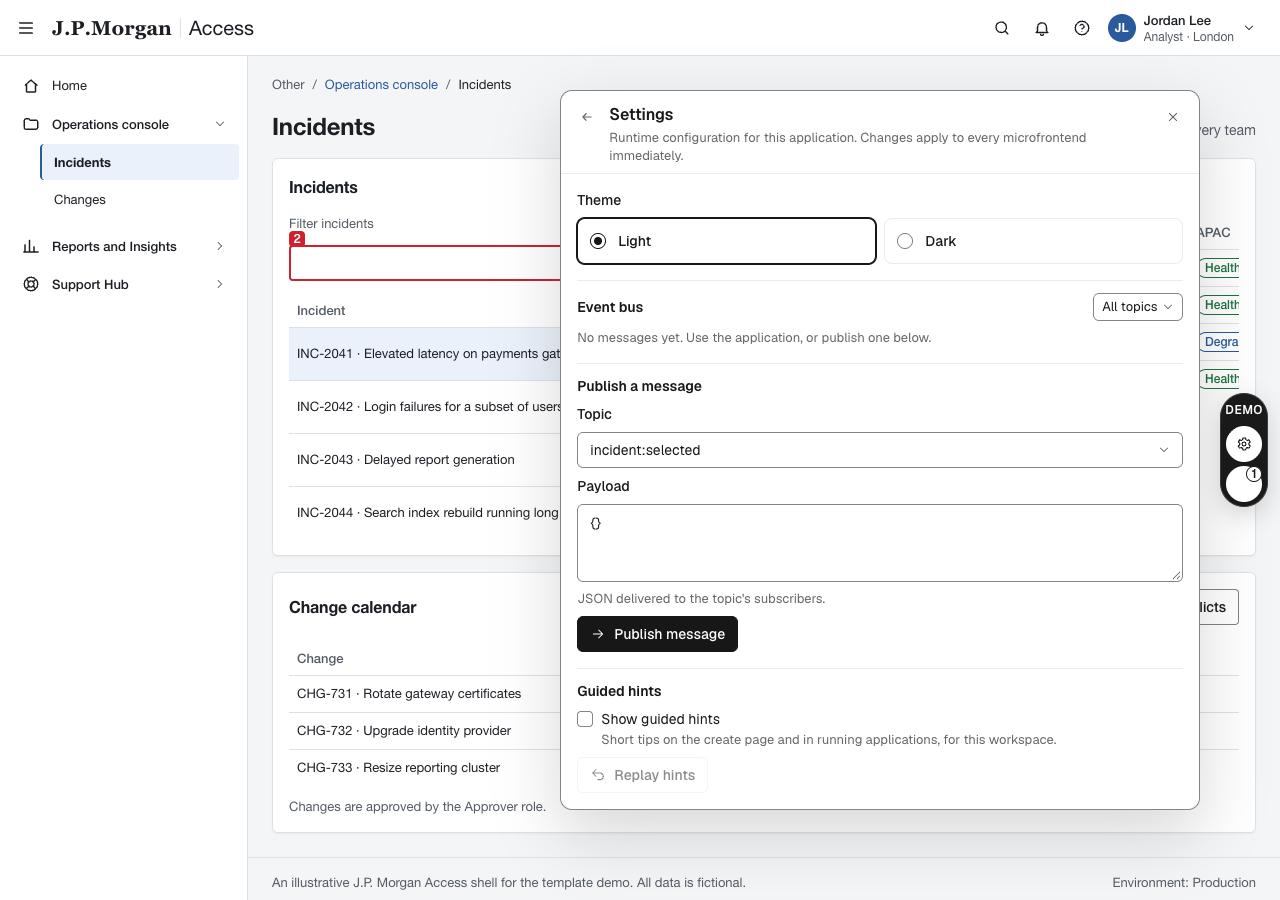 J.P.Morgan Access
JL
Jordan Lee
Analyst · London
Home
Operations console
Incidents
Changes
Reports and Insights
Support Hub
Other / Operations console / Incidents
Incidents
very team
Incidents
Filter incidents
2
Incident
INC-2041 · Elevated latency on payments gat
INC-2042 · Login failures for a subset of users
INC-2043 · Delayed report generation
INC-2044 · Search index rebuild running long
APAC
Health
Health
Degra
Health
DEMO
1
Change calendar
licts
Change
CHG-731 · Rotate gateway certificates
CHG-732 · Upgrade identity provider
CHG-733 · Resize reporting cluster
Changes are approved by the Approver role.
Settings
Runtime configuration for this application. Changes apply to every microfrontend
immediately.
Theme
Light
Dark
Event bus
All topics
No messages yet. Use the application, or publish one below.
Publish a message
Topic
incident:selected
Payload
{}
JSON delivered to the topic's subscribers.
Publish message
Guided hints
Show guided hints
Short tips on the create page and in running applications, for this workspace.
Replay hints
An illustrative J.P. Morgan Access shell for the template demo. All data is fictional.
Environment: Production